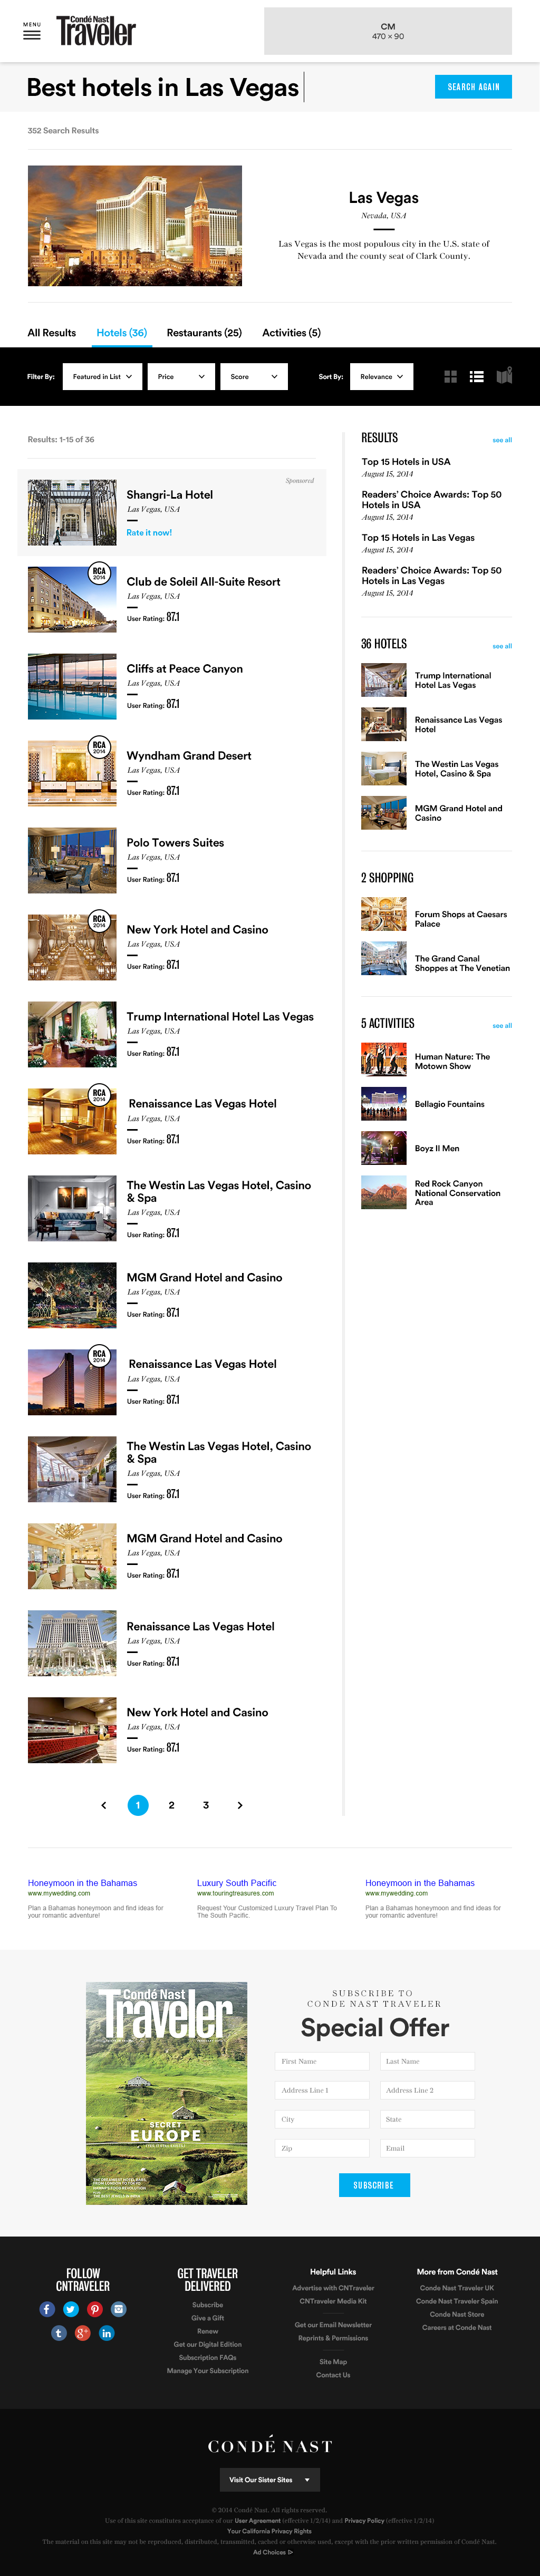 MENU
Condé Nast
Traveler
CM
470 × 90
Best hotels in Las Vegas
SEARCH AGAIN
352 Search Results
Las Vegas
Nevada, USA
Las Vegas is the most populous city in the U.S. state of
Nevada and the county seat of Clark County.
All Results
Hotels (36)
Restaurants (25)
Activities (5)
Filter By:
Featured in List
Price
Score
Sort By:
Relevance
Results: 1-15 of 36
Sponsored
Shangri-La Hotel
Las Vegas, USA
Rate it now!
RCA
2014
Club de Soleil All-Suite Resort
Las Vegas, USA
User Rating: 87.1
Cliffs at Peace Canyon
Las Vegas, USA
User Rating: 87.1
RCA
2014
Wyndham Grand Desert
Las Vegas, USA
User Rating: 87.1
Polo Towers Suites
Las Vegas, USA
User Rating: 87.1
RCA
2014
New York Hotel and Casino
Las Vegas, USA
User Rating: 87.1
Trump International Hotel Las Vegas
Las Vegas, USA
User Rating: 87.1
RCA
2014
Renaissance Las Vegas Hotel
Las Vegas, USA
User Rating: 87.1
The Westin Las Vegas Hotel, Casino
& Spa
Las Vegas, USA
User Rating: 87.1
MGM Grand Hotel and Casino
Las Vegas, USA
User Rating: 87.1
RCA
2014
Renaissance Las Vegas Hotel
Las Vegas, USA
User Rating: 87.1
The Westin Las Vegas Hotel, Casino
& Spa
Las Vegas, USA
User Rating: 87.1
MGM Grand Hotel and Casino
Las Vegas, USA
User Rating: 87.1
Renaissance Las Vegas Hotel
Las Vegas, USA
User Rating: 87.1
New York Hotel and Casino
Las Vegas, USA
User Rating: 87.1
1 2 3
RESULTS
see all
Top 15 Hotels in USA
August 15, 2014
Readers' Choice Awards: Top 50
Hotels in USA
August 15, 2014
Top 15 Hotels in Las Vegas
August 15, 2014
Readers' Choice Awards: Top 50
Hotels in Las Vegas
August 15, 2014
36 HOTELS
see all
Trump International
Hotel Las Vegas
Renaissance Las Vegas
Hotel
The Westin Las Vegas
Hotel, Casino & Spa
MGM Grand Hotel and
Casino
2 SHOPPING
Forum Shops at Caesars
Palace
The Grand Canal
Shoppes at The Venetian
5 ACTIVITIES
see all
Human Nature: The
Motown Show
Bellagio Fountains
Boyz II Men
Red Rock Canyon
National Conservation
Area
Honeymoon in the Bahamas
www.mywedding.com
Plan a Bahamas honeymoon and find ideas for
your romantic adventure!
Luxury South Pacific
www.touringtreasures.com
Request Your Customized Luxury Travel Plan To
The South Pacific.
Honeymoon in the Bahamas
www.mywedding.com
Plan a Bahamas honeymoon and find ideas for
your romantic adventure!
Condé Nast
Traveler
SECRET
EUROPE
SUBSCRIBE TO
CONDE NAST TRAVELER
Special Offer
First Name
Last Name
Address Line 1
Address Line 2
City
State
Zip
Email
SUBSCRIBE
FOLLOW
CNTRAVELER
GET TRAVELER
DELIVERED
Subscribe
Give a Gift
Renew
Get our Digital Edition
Subscription FAQs
Manage Your Subscription
Helpful Links
Advertise with CNTraveler
CNTraveler Media Kit
Get our Email Newsletter
Reprints & Permissions
Site Map
Contact Us
More from Condé Nast
Conde Nast Traveler UK
Conde Nast Traveler Spain
Conde Nast Store
Careers at Conde Nast
CONDÉ NAST
Visit Our Sister Sites
© 2014 Condé Nast. All rights reserved.
Use of this site constitutes acceptance of our User Agreement (effective 1/2/14) and Privacy Policy (effective 1/2/14)
Your California Privacy Rights
The material on this site may not be reproduced, distributed, transmitted, cached or otherwise used, except with the prior written permission of Condé Nast.
Ad Choices